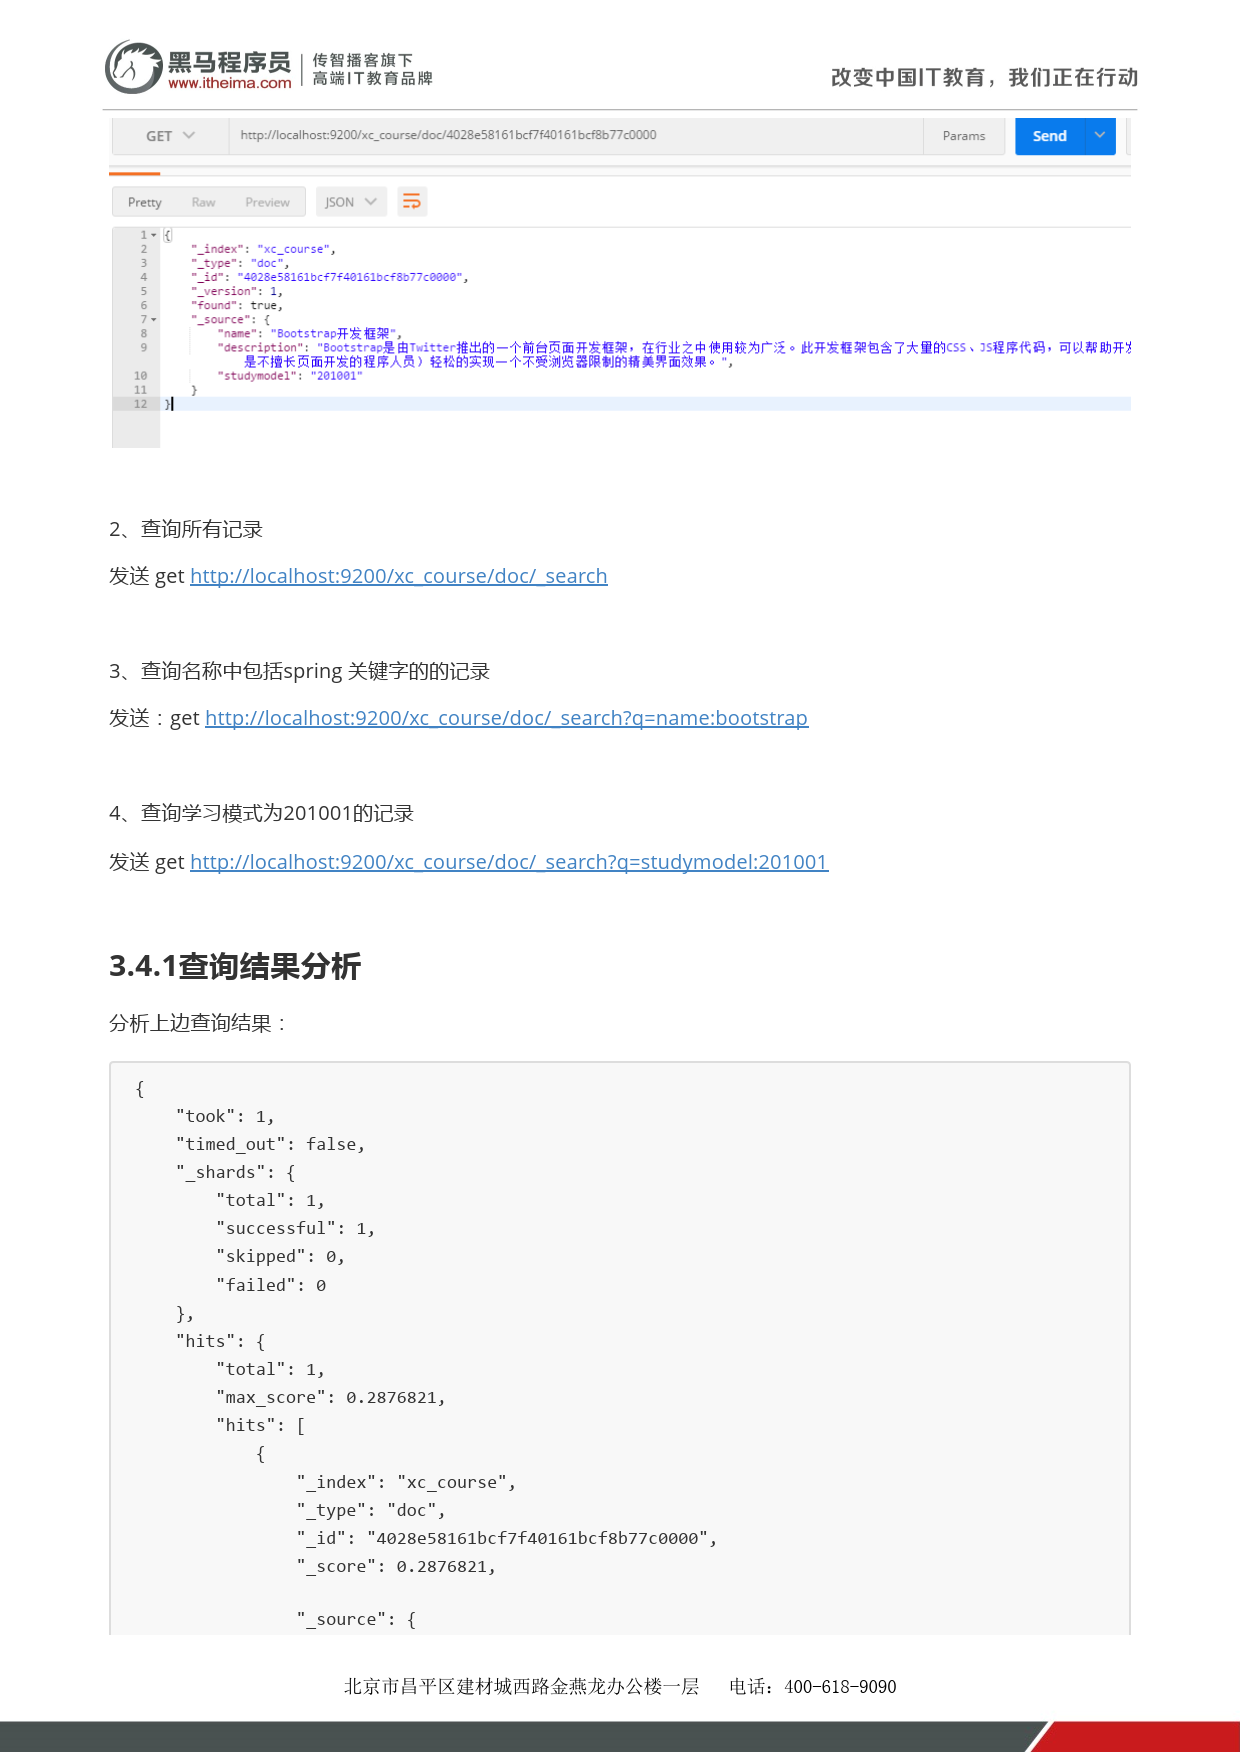 黑马程序员
www.itheima.com
传智播客旗下
高端IT教育品牌
改变中国IT教育，我们正在行动
GET http://localhost:9200/xc_course/doc/4028e58161bcf7f40161bcf8b77c0000 Params Send
Pretty Raw Preview JSON
1 {
2 "_index": "xc_course",
3 "_type": "doc",
4 "_id": "4028e58161bcf7f40161bcf8b77c0000",
5 "_version": 1,
6 "found": true,
7 "_source": {
8 "name": "Bootstrap开发框架",
9 "description": "Bootstrap是由Twitter推出的一个前台页面开发框架，在行业之中使用较为广泛。此开发框架包含了大量的CSS、JS程序代码，可以帮助开发
是不擅长页面开发的程序人员）轻松的实现一个不受浏览器限制的精美界面效果。",
10 "studymodel": "201001"
11 }
12 }
2、查询所有记录
发送 get http://localhost:9200/xc_course/doc/_search
3、查询名称中包括spring 关键字的的记录
发送：get http://localhost:9200/xc_course/doc/_search?q=name:bootstrap
4、查询学习模式为201001的记录
发送 get http://localhost:9200/xc_course/doc/_search?q=studymodel:201001
3.4.1查询结果分析
分析上边查询结果：
{
"took": 1,
"timed_out": false,
"_shards": {
"total": 1,
"successful": 1,
"skipped": 0,
"failed": 0
},
"hits": {
"total": 1,
"max_score": 0.2876821,
"hits": [
{
"_index": "xc_course",
"_type": "doc",
"_id": "4028e58161bcf7f40161bcf8b77c0000",
"_score": 0.2876821,
"_source": {
北京市昌平区建材城西路金燕龙办公楼一层 电话：400-618-9090